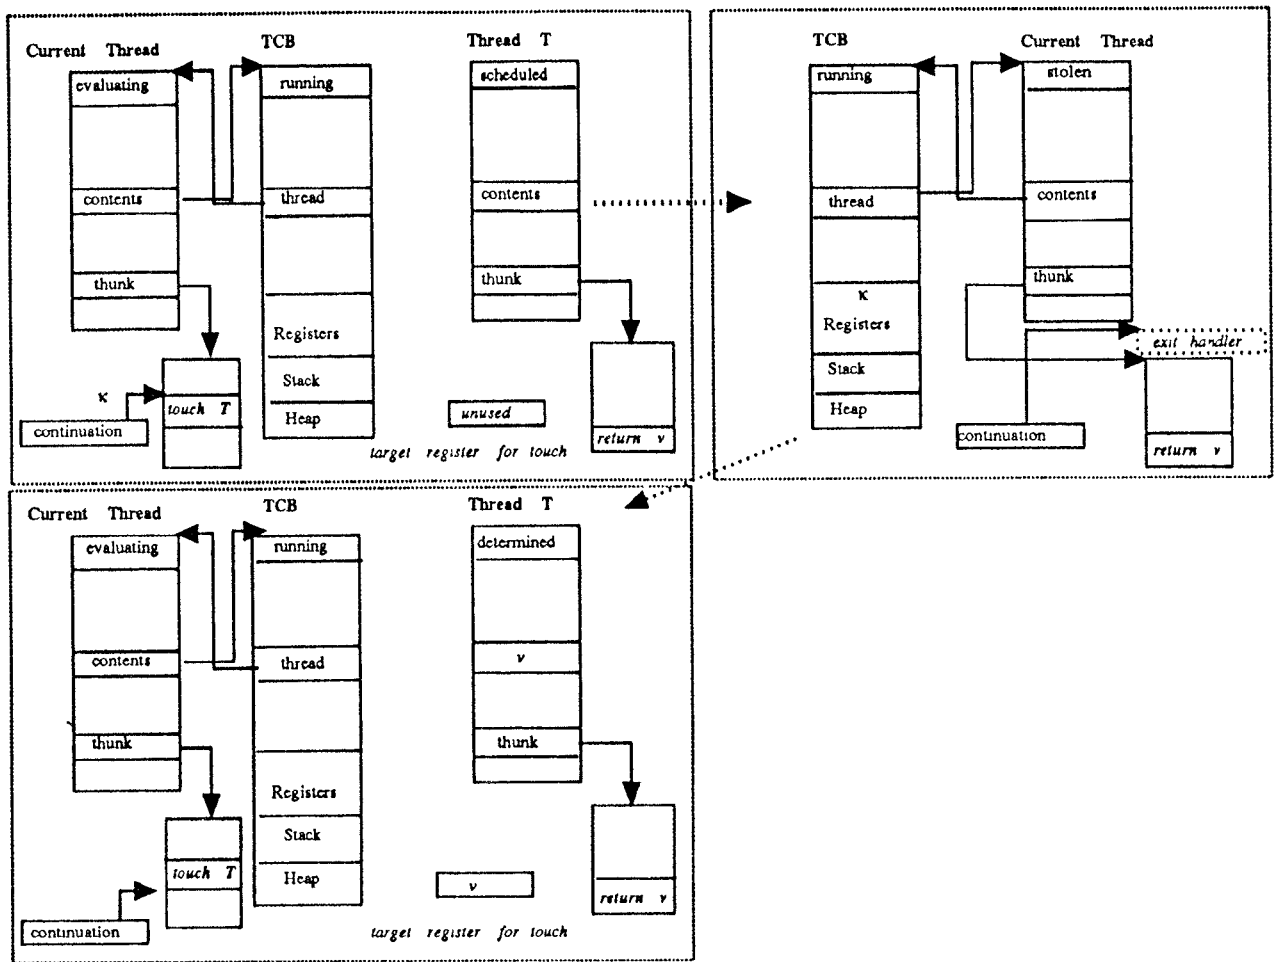 Current Thread
TCB
Thread T
evaluating
running
scheduled
contents
thread
contents
thunk
thunk
Registers
κ
touch T
Stack
continuation
Heap
unused
return v
target register for touch
TCB
Current Thread
running
stolen
thread
contents
thunk
κ
Registers
exit handler
Stack
Heap
continuation
return v
Current Thread
TCB
Thread T
evaluating
running
determined
contents
thread
v
thunk
thunk
Registers
Stack
touch T
Heap
v
return v
continuation
target register for touch